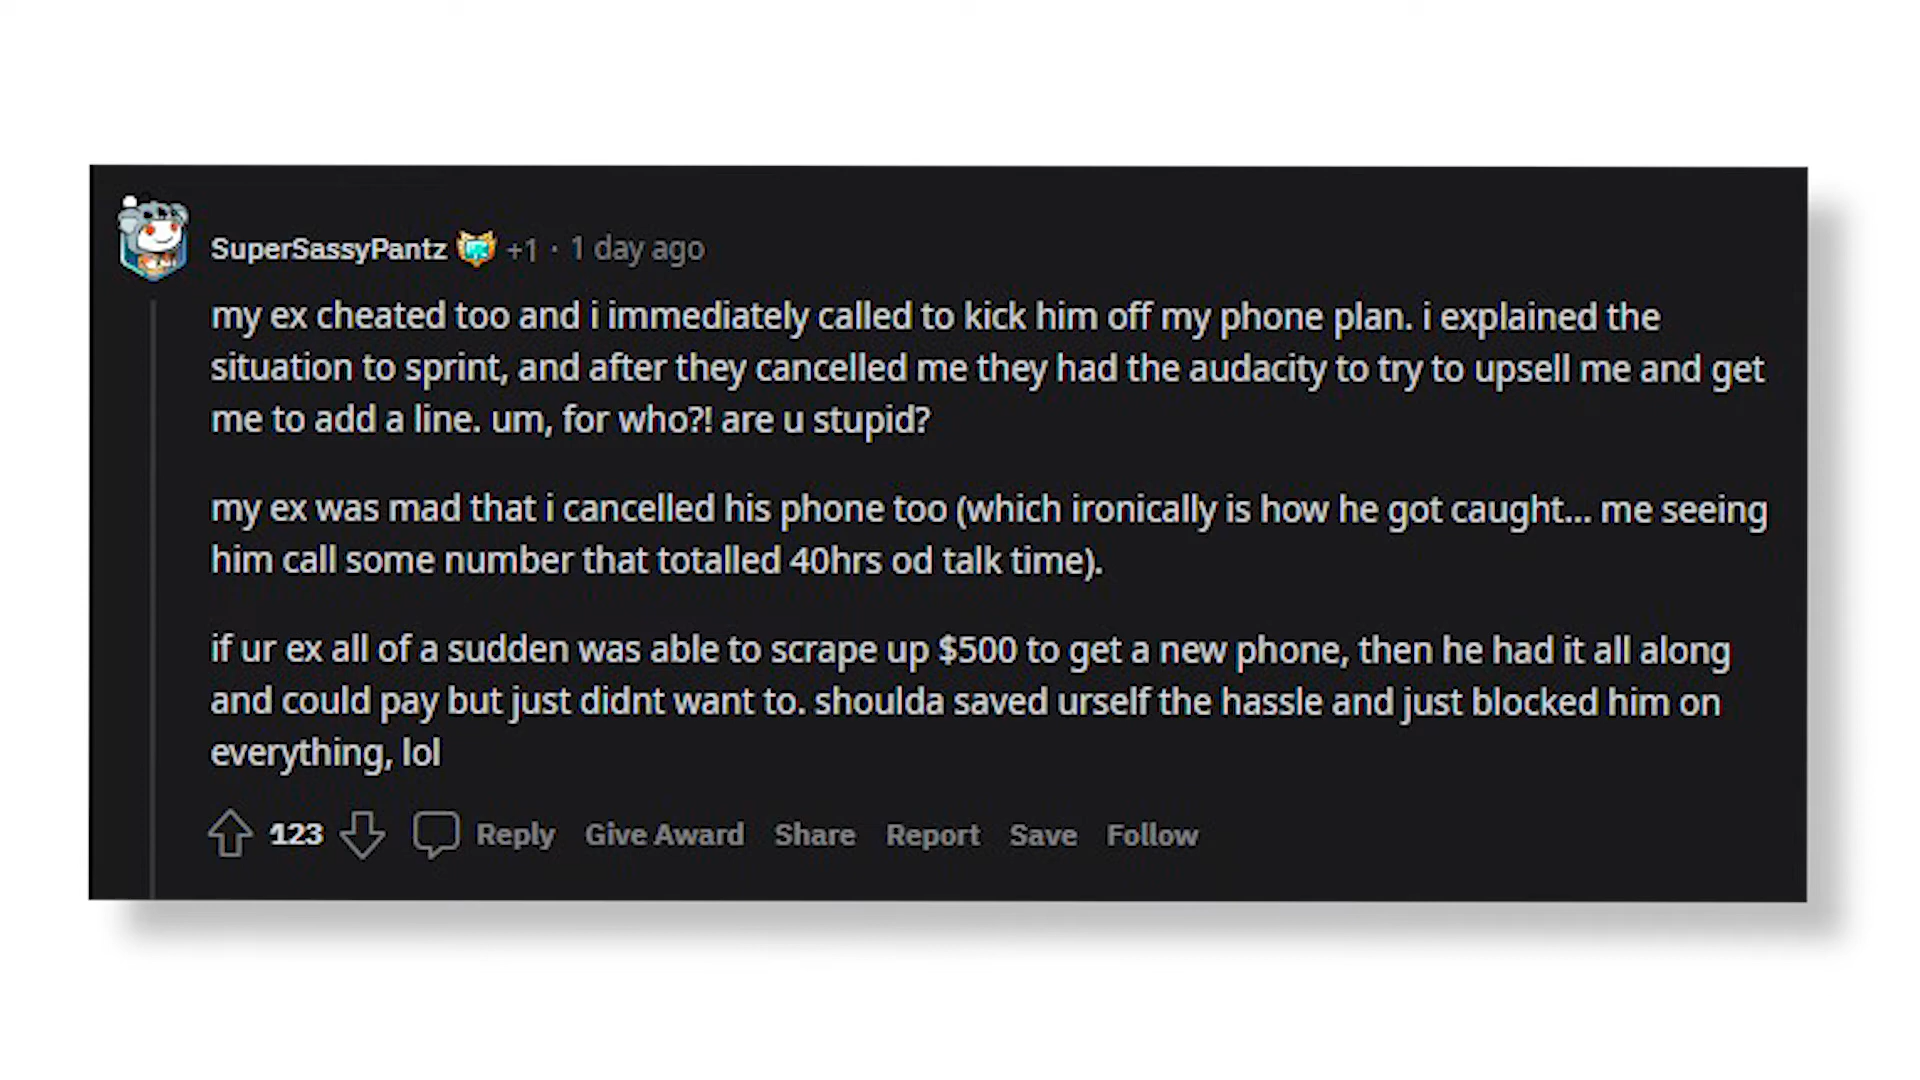 SuperSassyPantz +1 · 1 day ago
my ex cheated too and i immediately called to kick him off my phone plan. i explained the
situation to sprint, and after they cancelled me they had the audacity to try to upsell me and get
me to add a line. um, for who?! are u stupid?
my ex was mad that i cancelled his phone too (which ironically is how he got caught... me seeing
him call some number that totalled 40hrs od talk time).
if ur ex all of a sudden was able to scrape up $500 to get a new phone, then he had it all along
and could pay but just didnt want to. shoulda saved urself the hassle and just blocked him on
everything, lol
123 Reply Give Award Share Report Save Follow